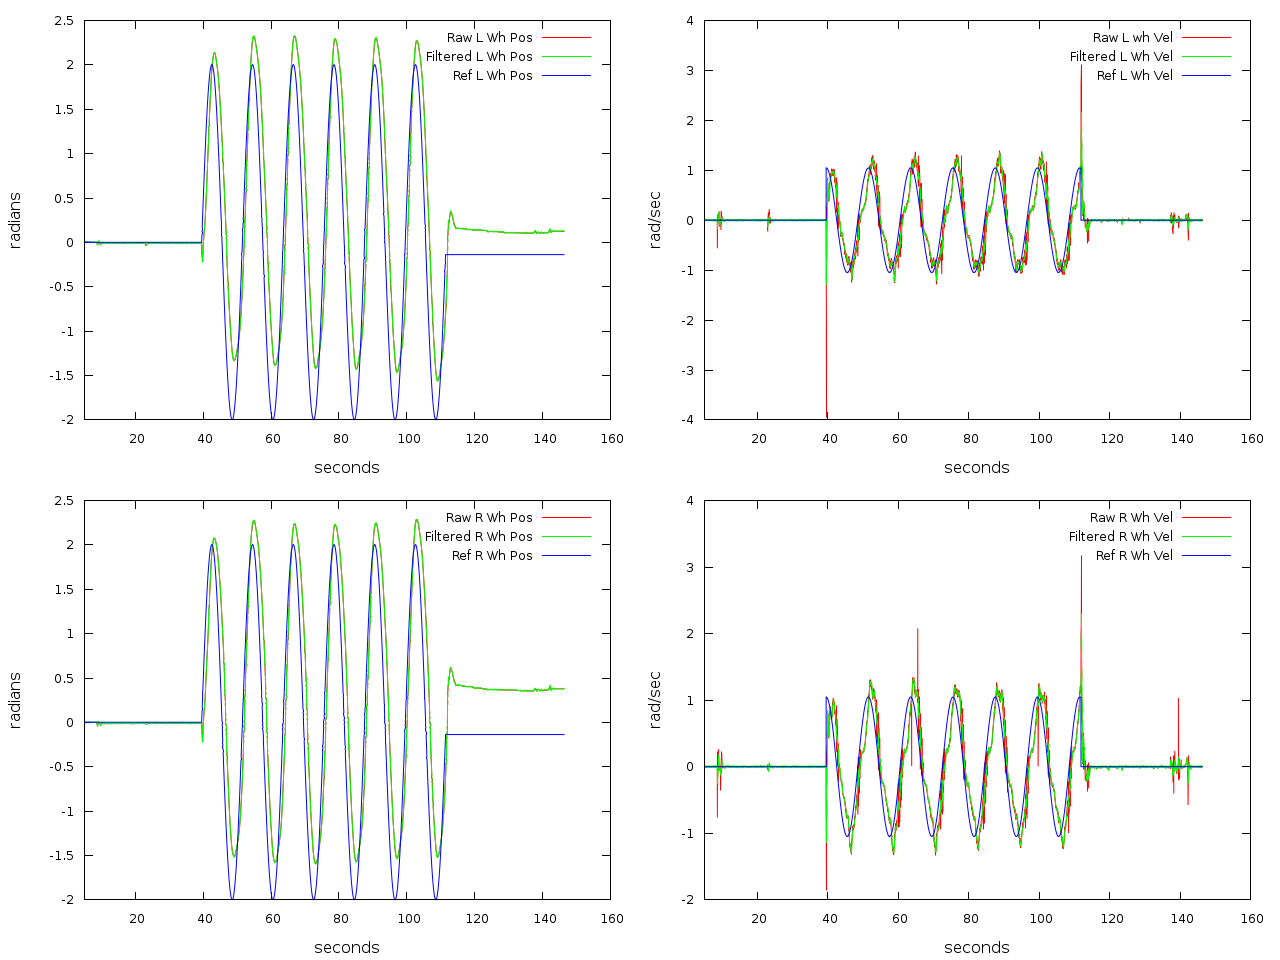 2.5
2
1.5
1
0.5
0
-0.5
-1
-1.5
-2
20 40 60 80 100 120 140 160
radians
seconds
Raw L Wh Pos
Filtered L Wh Pos
Ref L Wh Pos
4
3
2
1
0
-1
-2
-3
-4
20 40 60 80 100 120 140 160
rad/sec
seconds
Raw L wh Vel
Filtered L Wh Vel
Ref L Wh Vel
2.5
2
1.5
1
0.5
0
-0.5
-1
-1.5
-2
20 40 60 80 100 120 140 160
radians
seconds
Raw R Wh Pos
Filtered R Wh Pos
Ref R Wh Pos
4
3
2
1
0
-1
-2
20 40 60 80 100 120 140 160
rad/sec
seconds
Raw R Wh Vel
Filtered R Wh Vel
Ref R Wh Vel